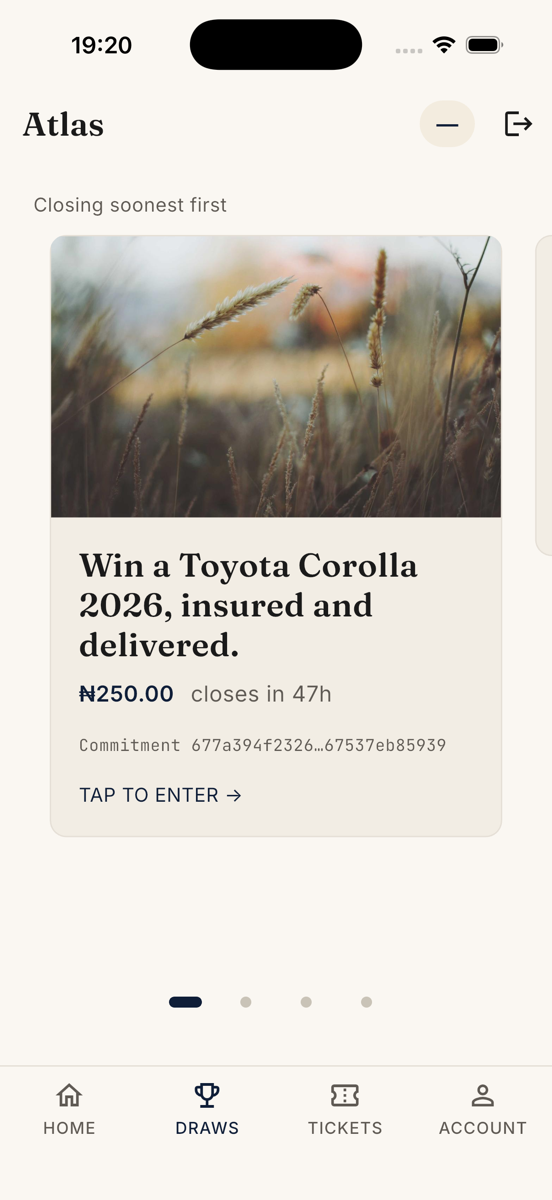 19:20
Atlas
—
Closing soonest first
Win a Toyota Corolla
2026, insured and
delivered.
₦250.00 closes in 47h
Commitment 677a394f2326…67537eb85939
TAP TO ENTER →
HOME DRAWS TICKETS ACCOUNT